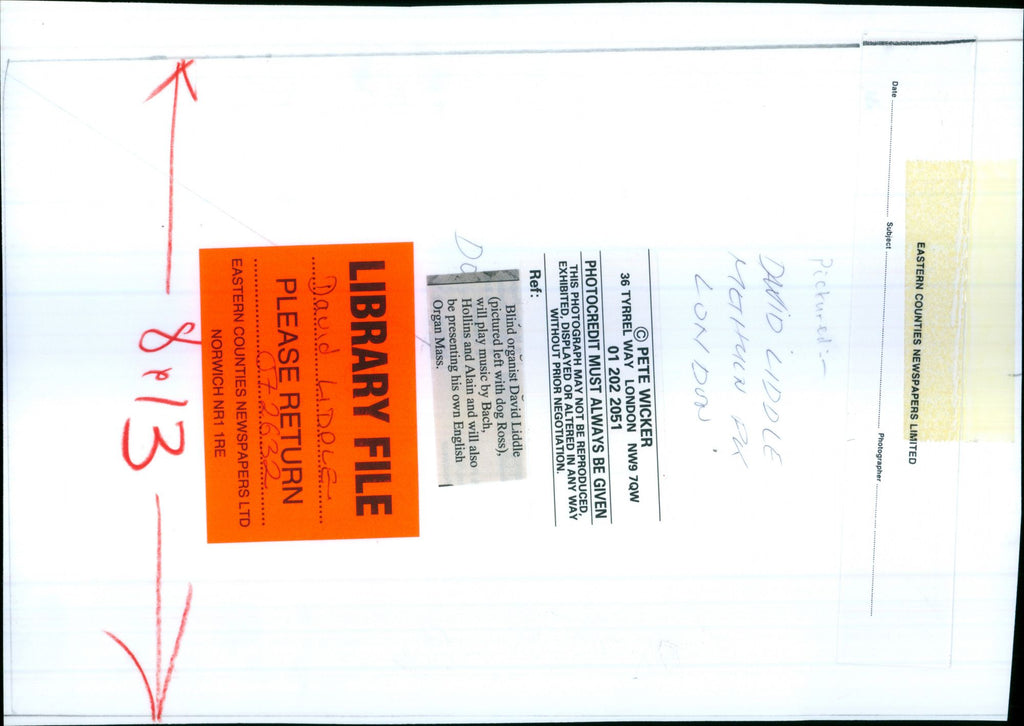 EASTERN COUNTIES NEWSPAPERS LIMITED
Date ........ Subject ........ Photographer ........
Pictured:-
DAVID LIDDLE
LONDON.
© PETE WICKER
36 TYRREL WAY LONDON NW9 7QW
01 202 2051
PHOTOCREDIT MUST ALWAYS BE GIVEN
THIS PHOTOGRAPH MAY NOT BE REPRODUCED,
EXHIBITED, DISPLAYED OR ALTERED IN ANY WAY
WITHOUT PRIOR NEGOTIATION.
Ref:
Blind organist David Liddle
(pictured left with dog Ross),
will play music by Bach,
Hollins and Alain and will also
be presenting his own English
Organ Mass.
LIBRARY FILE
David LIDDLE
PLEASE RETURN
072632
EASTERN COUNTIES NEWSPAPERS LTD
NORWICH NR1 1RE
8 x 13